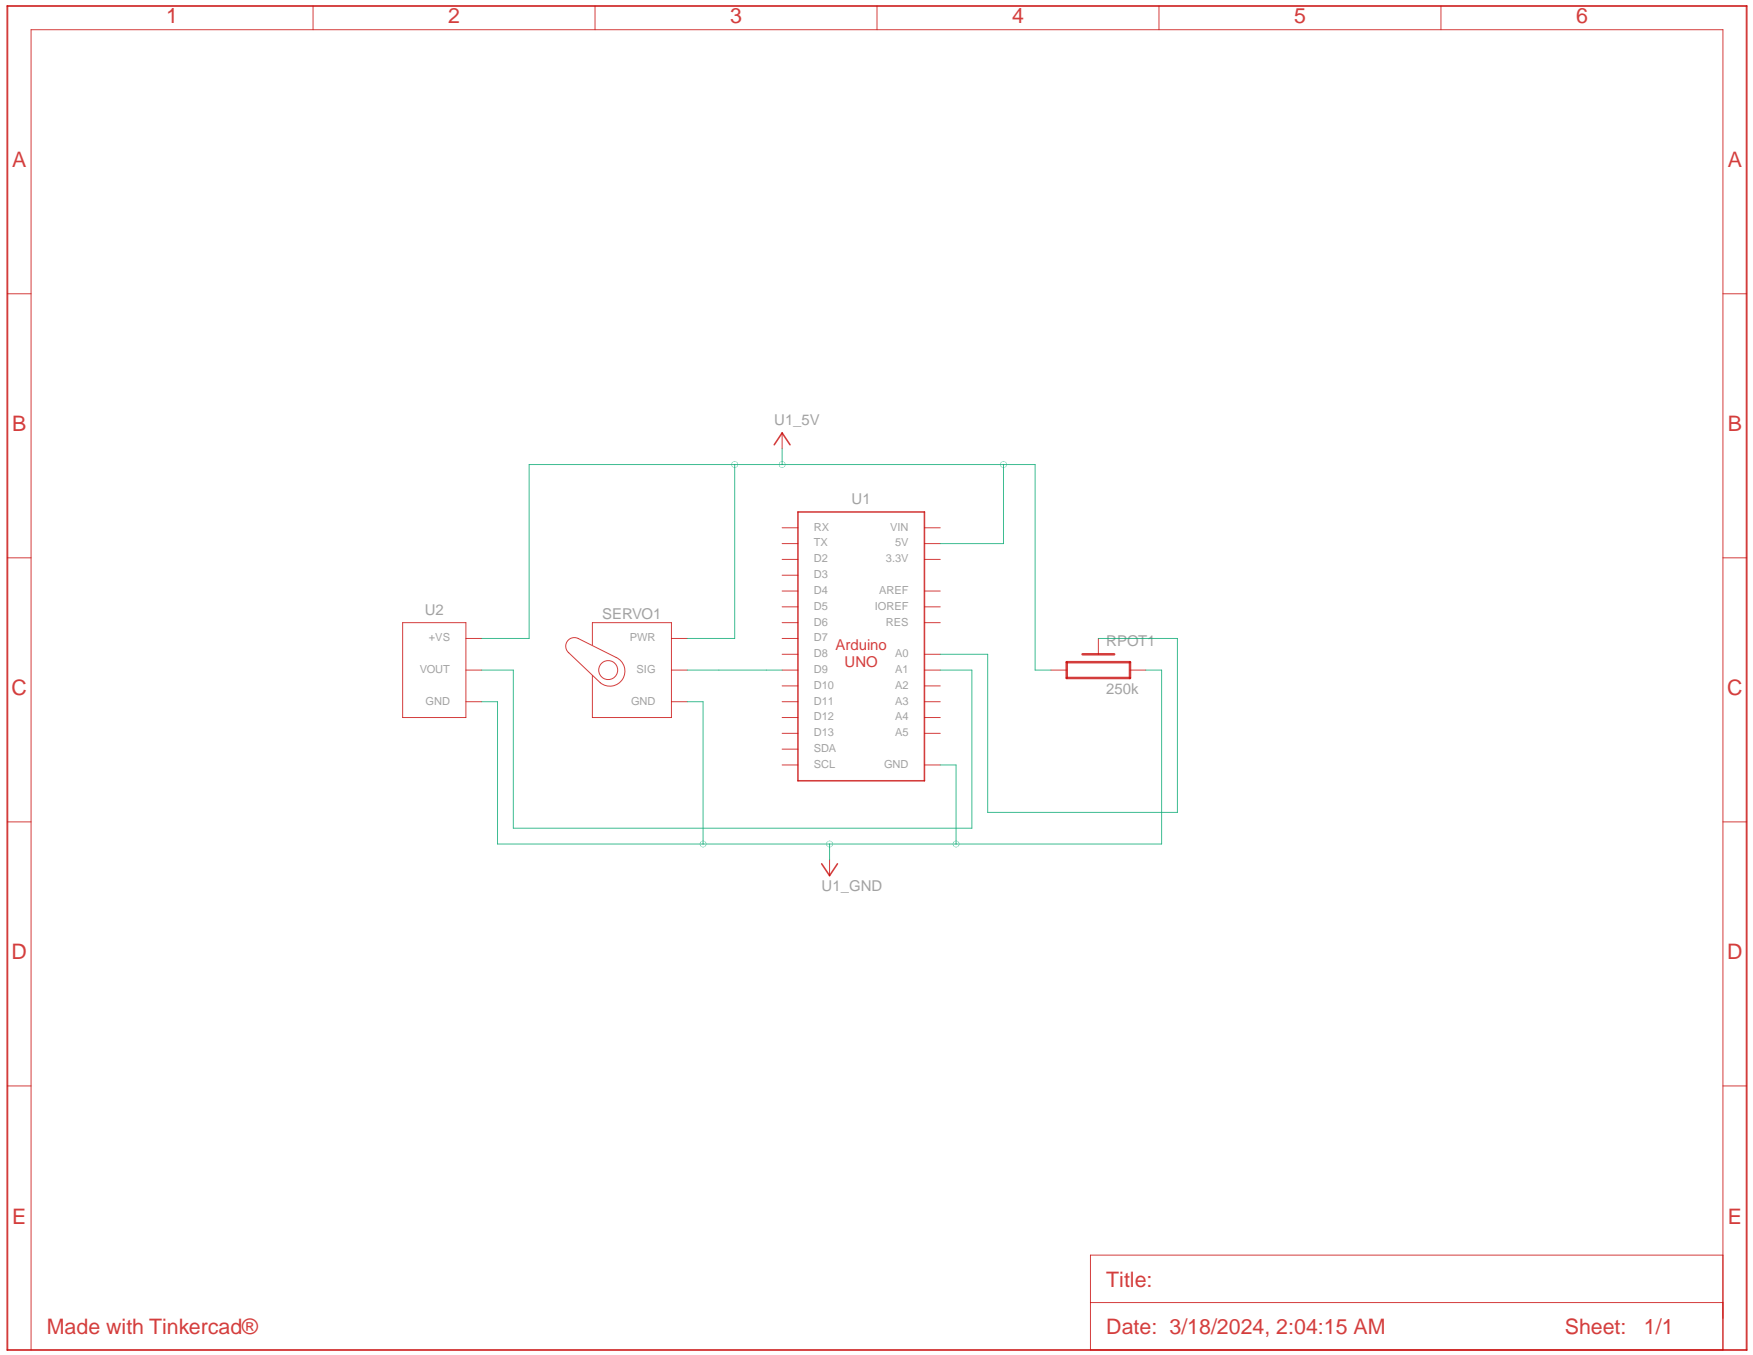 1 2 3 4 5 6
A A
B B
U1_5V
U1
RX VIN
TX 5V
D2 3.3V
D3
D4 AREF
D5 IOREF
D6 RES
D7
D8 A0
D9 A1
D10 A2
D11 A3
D12 A4
D13 A5
SDA
SCL GND
Arduino
UNO
U2
+VS
VOUT
GND
SERVO1
PWR
SIG
GND
RPOT1
250k
C C
U1_GND
D D
E E
Title:
Made with Tinkercad®
Date: 3/18/2024, 2:04:15 AM Sheet: 1/1